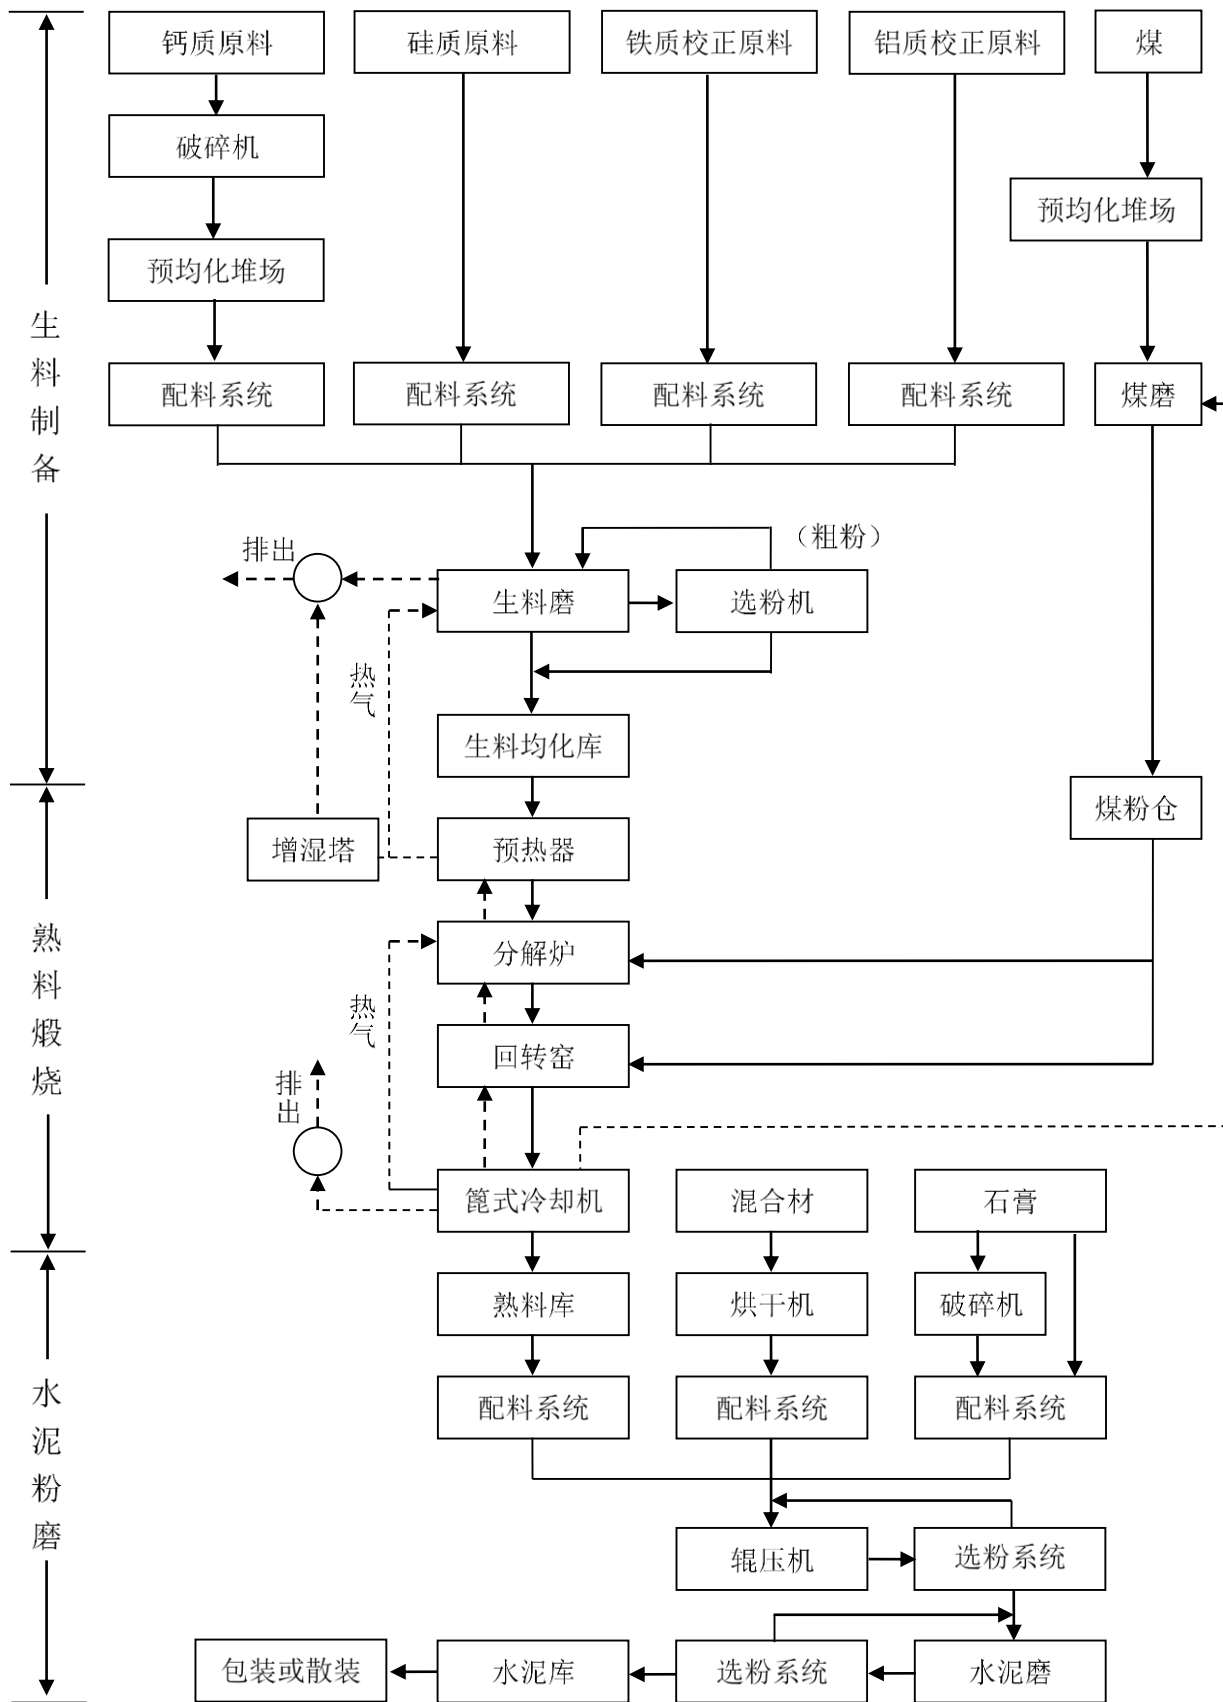 钙质原料
硅质原料
铁质校正原料
铝质校正原料
煤
破碎机
预均化堆场
预均化堆场
生料制备
配料系统
配料系统
配料系统
配料系统
煤磨
（粗粉）
排出
生料磨
选粉机
热气
生料均化库
煤粉仓
增湿塔
预热器
熟料煅烧
分解炉
热气
回转窑
排出
篦式冷却机
混合材
石膏
熟料库
烘干机
破碎机
水泥粉磨
配料系统
配料系统
配料系统
辊压机
选粉系统
包装或散装
水泥库
选粉系统
水泥磨